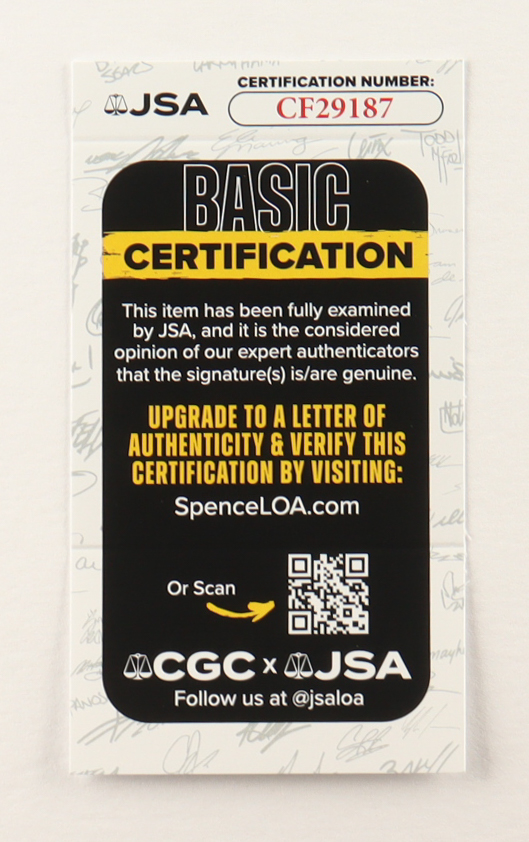 JSA
CERTIFICATION NUMBER:
CF29187
BASIC
CERTIFICATION
This item has been fully examined
by JSA, and it is the considered
opinion of our expert authenticators
that the signature(s) is/are genuine.
UPGRADE TO A LETTER OF
AUTHENTICITY & VERIFY THIS
CERTIFICATION BY VISITING:
SpenceLOA.com
Or Scan
CGC x JSA
Follow us at @jsaloa